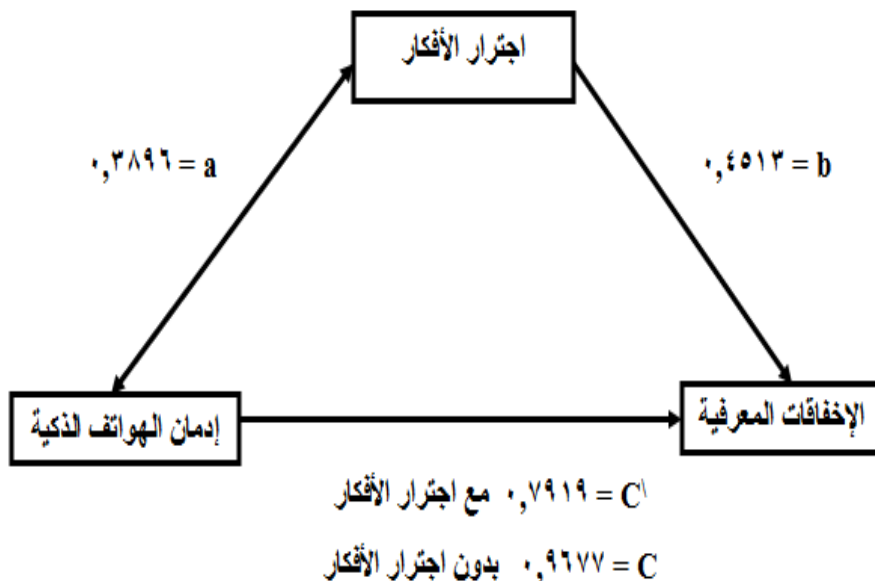 اجترار الأفكار
٠,٣٨٩٦ = a
٠,٤٥١٣ = b
إدمان الهواتف الذكية
الإخفاقات المعرفية
٠,٧٩١٩ = C\ مع اجترار الأفكار
٠,٩٦٧٧ = C بدون اجترار الأفكار